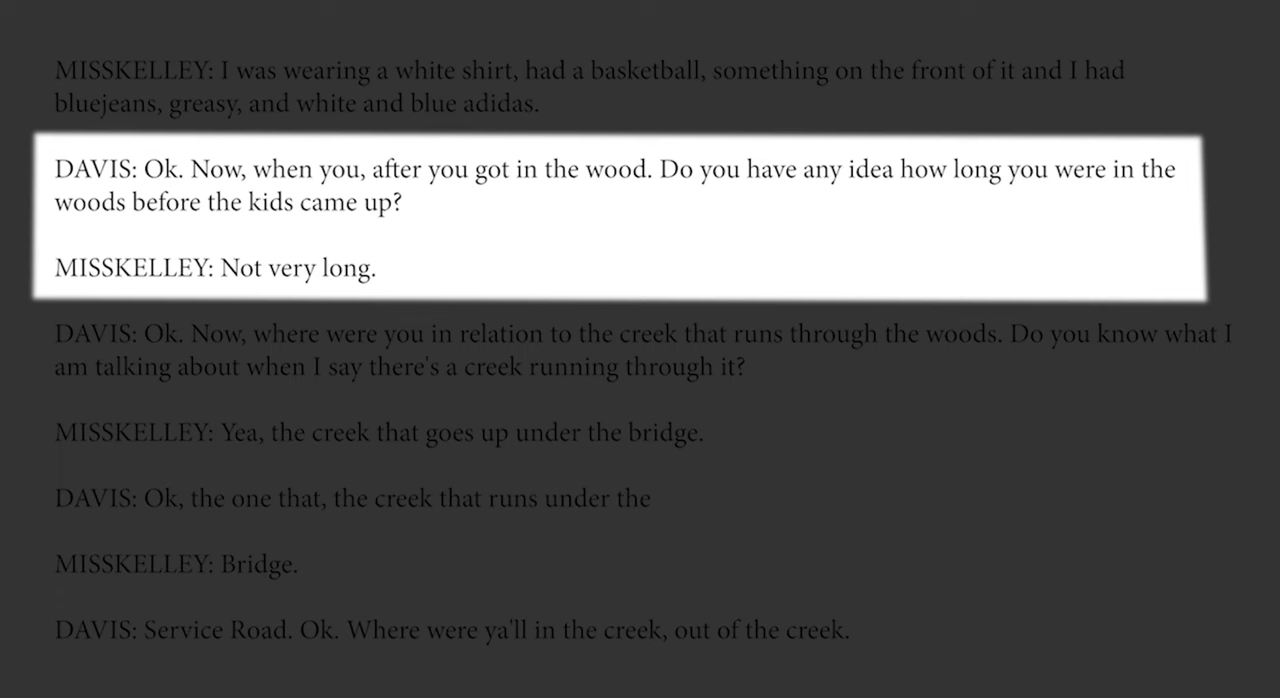 MISSKELLEY: I was wearing a white shirt, had a basketball, something on the front of it and I had
bluejeans, greasy, and white and blue adidas.
DAVIS: Ok. Now, when you, after you got in the wood. Do you have any idea how long you were in the
woods before the kids came up?
MISSKELLEY: Not very long.
DAVIS: Ok. Now, where were you in relation to the creek that runs through the woods. Do you know what I
am talking about when I say there's a creek running through it?
MISSKELLEY: Yea, the creek that goes up under the bridge.
DAVIS: Ok, the one that, the creek that runs under the
MISSKELLEY: Bridge.
DAVIS: Service Road. Ok. Where were ya'll in the creek, out of the creek.